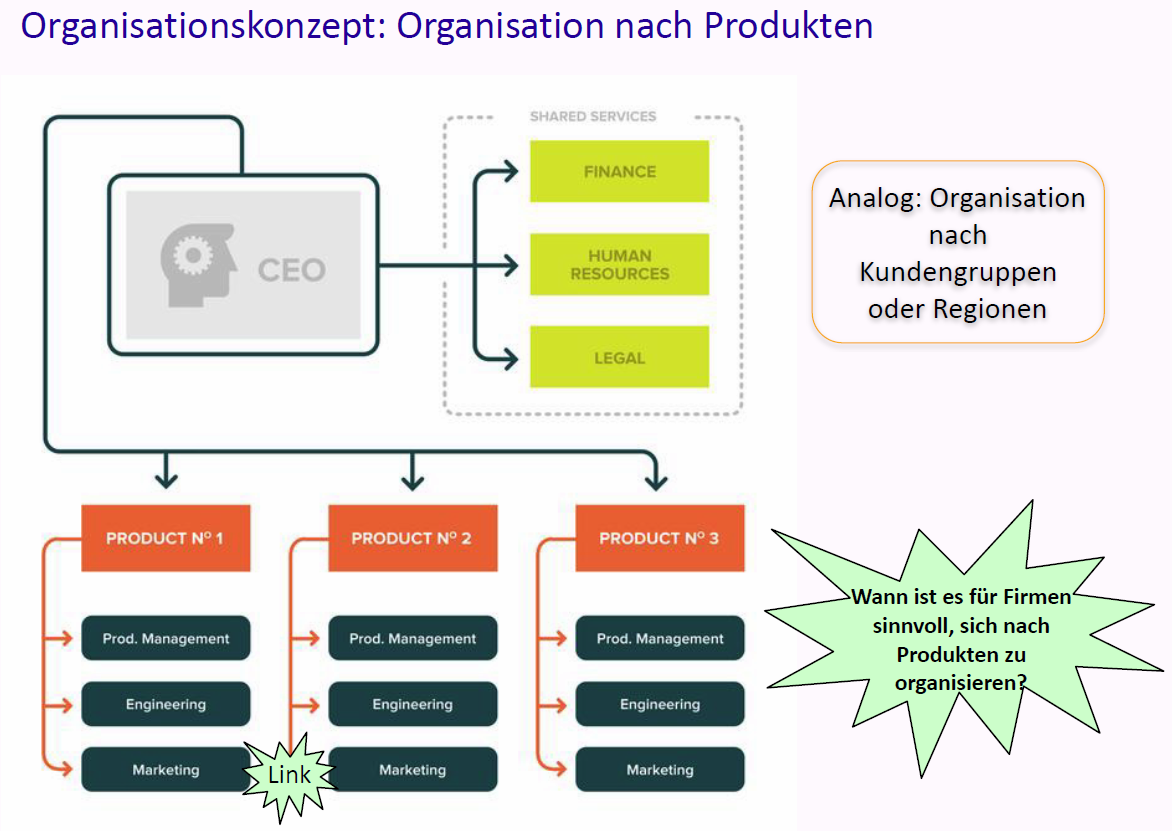 Organisationskonzept: Organisation nach Produkten
SHARED SERVICES
FINANCE
HUMAN
RESOURCES
LEGAL
CEO
Analog: Organisation
nach
Kundengruppen
oder Regionen
PRODUCT Nº 1
PRODUCT Nº 2
PRODUCT Nº 3
Prod. Management
Prod. Management
Prod. Management
Engineering
Engineering
Engineering
Marketing
Link
Marketing
Marketing
Wann ist es für Firmen
sinnvoll, sich nach
Produkten zu
organisieren?